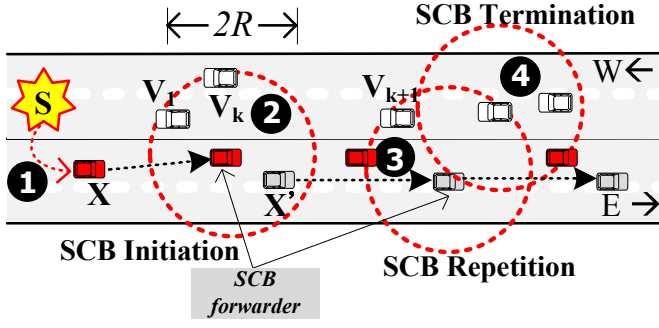 SCB Termination
2R
W
S
V1
Vk
2
Vk+1
4
1
3
X
X'
E
SCB Initiation
SCB Repetition
SCB
forwarder